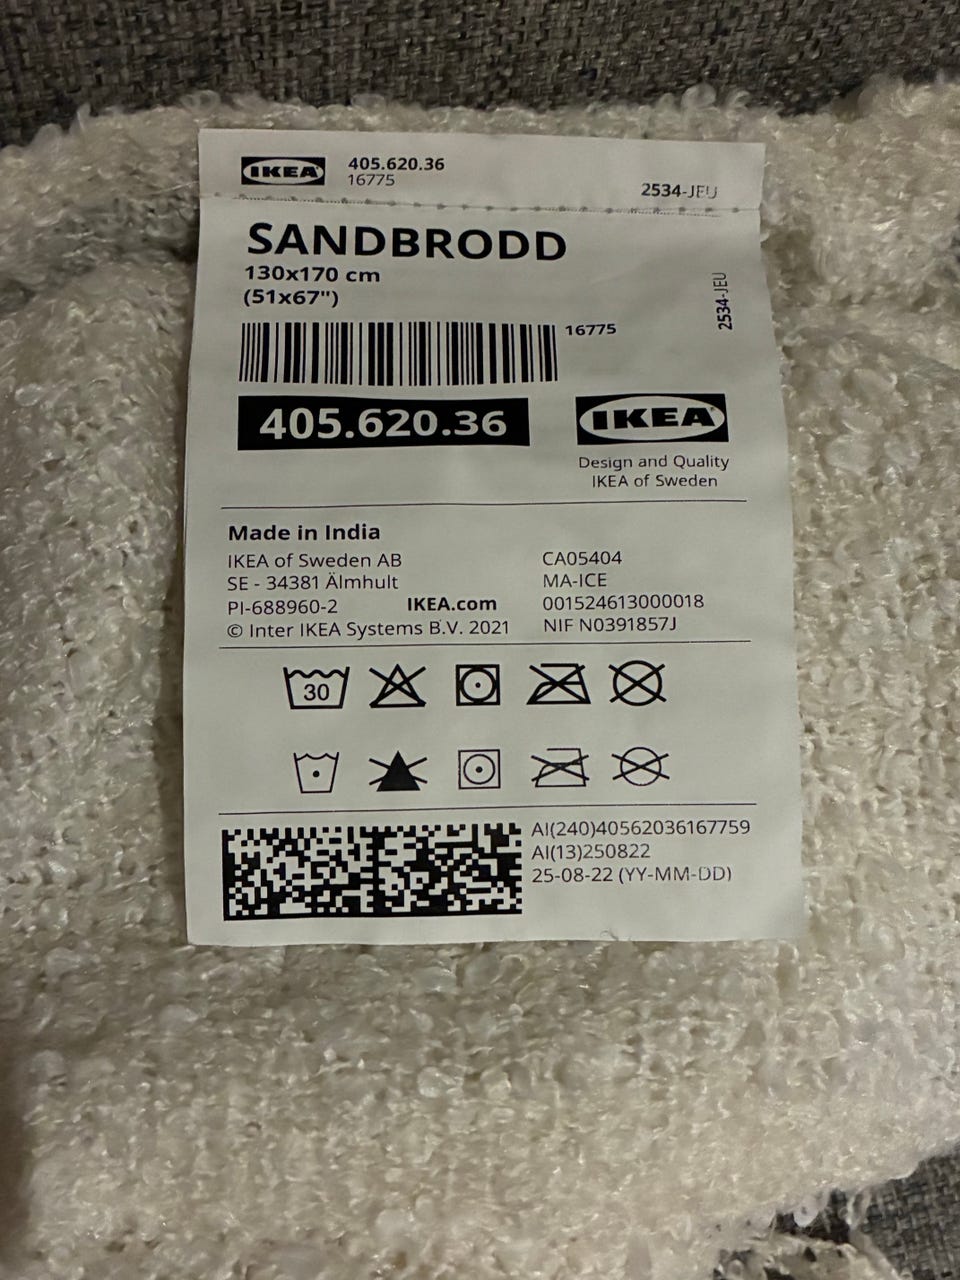 IKEA
405.620.36
16775
2534-JEU
SANDBRODD
130x170 cm
(51x67")
2534-JEU
16775
405.620.36
IKEA
Design and Quality
IKEA of Sweden
Made in India
IKEA of Sweden AB
SE - 34381 Älmhult
PI-688960-2 IKEA.com
© Inter IKEA Systems B.V. 2021
CA05404
MA-ICE
001524613000018
NIF N0391857J
30
AI(240)40562036167759
AI(13)250822
25-08-22 (YY-MM-DD)